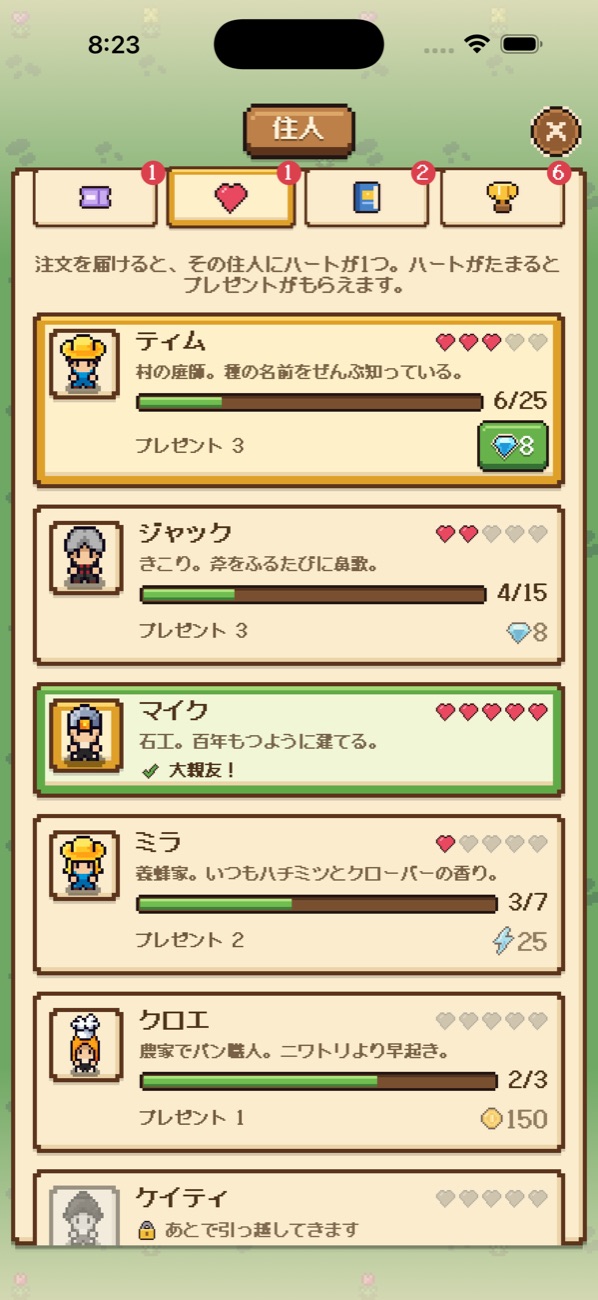 8:23
住人
1
1
2
6
注文を届けると、その住人にハートが1つ。ハートがたまると
プレゼントがもらえます。
ティム
村の庭師。種の名前をぜんぶ知っている。
6/25
プレゼント 3
8
ジャック
きこり。斧をふるたびに鼻歌。
4/15
プレゼント 3
8
マイク
石工。百年もつように建てる。
大親友！
ミラ
養蜂家。いつもハチミツとクローバーの香り。
3/7
プレゼント 2
25
クロエ
農家でパン職人。ニワトリより早起き。
2/3
プレゼント 1
150
ケイティ
あとで引っ越してきます